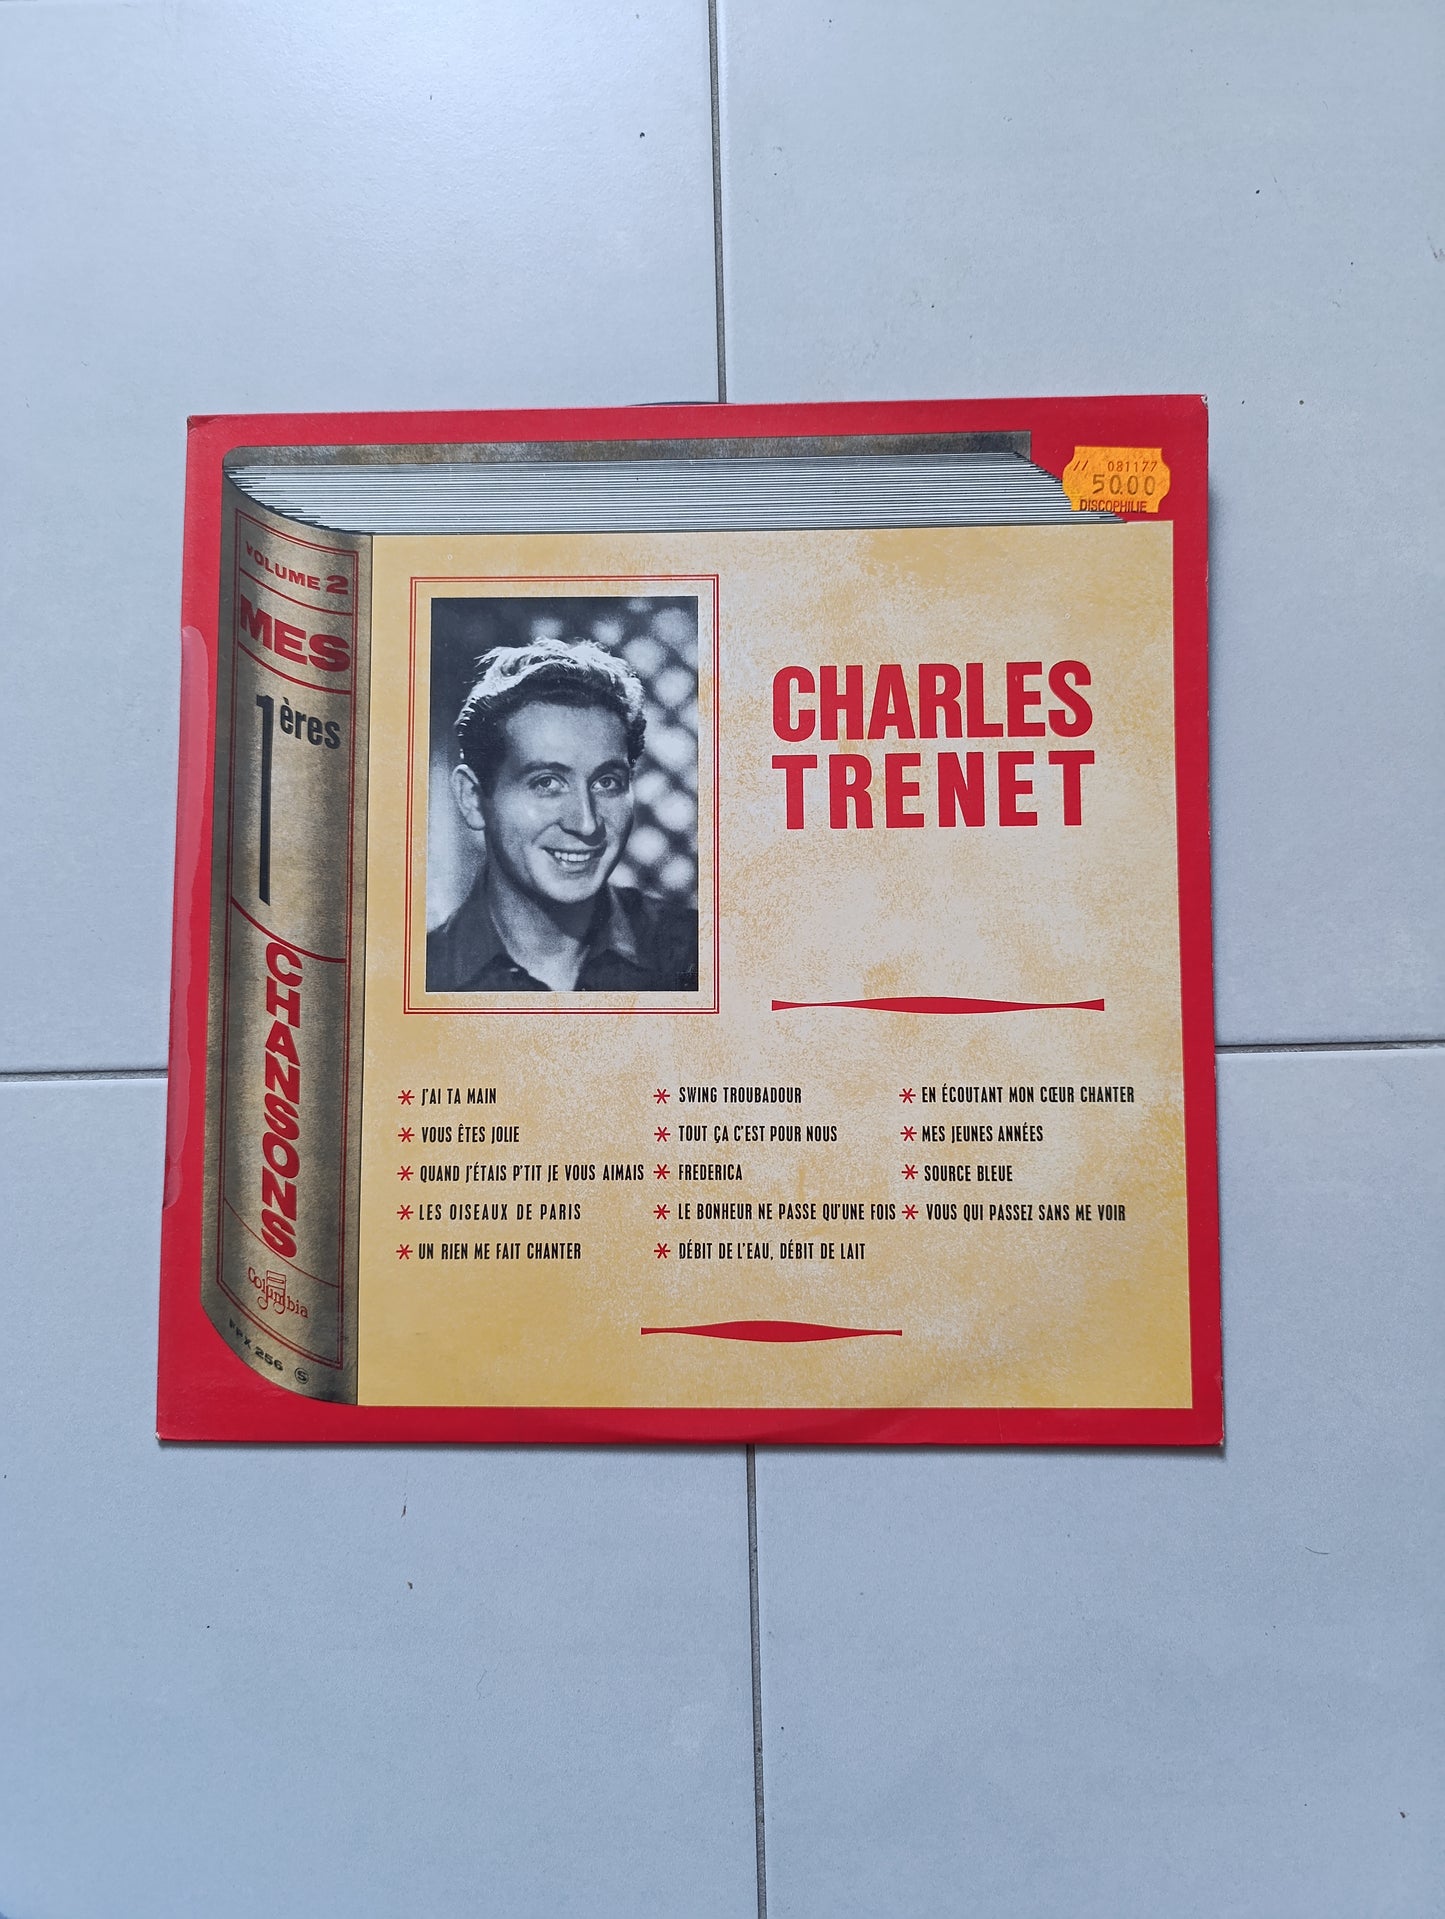 // 081177
50.00
DISCOPHILIE
VOLUME 2
MES
1ères
CHANSONS
Columbia
FPX 256 S
CHARLES
TRENET
* J'AI TA MAIN
* VOUS ÊTES JOLIE
* QUAND J'ÉTAIS P'TIT JE VOUS AIMAIS
* LES OISEAUX DE PARIS
* UN RIEN ME FAIT CHANTER
* SWING TROUBADOUR
* TOUT ÇA C'EST POUR NOUS
* FREDERICA
* LE BONHEUR NE PASSE QU'UNE FOIS
* DÉBIT DE L'EAU, DÉBIT DE LAIT
* EN ÉCOUTANT MON CŒUR CHANTER
* MES JEUNES ANNÉES
* SOURCE BLEUE
* VOUS QUI PASSEZ SANS ME VOIR